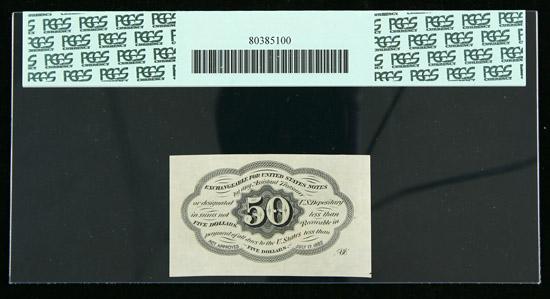 PCGS CURRENCY
80385100
EXCHANGEABLE FOR UNITED STATES NOTES
by any Assistant Treasurer
or designated U.S. Depositary
in sums not less than
FIVE DOLLARS. Receivable in
payment of all dues to the U. States less than
FIVE DOLLARS.
ACT APPROVED JULY 17, 1862.
50